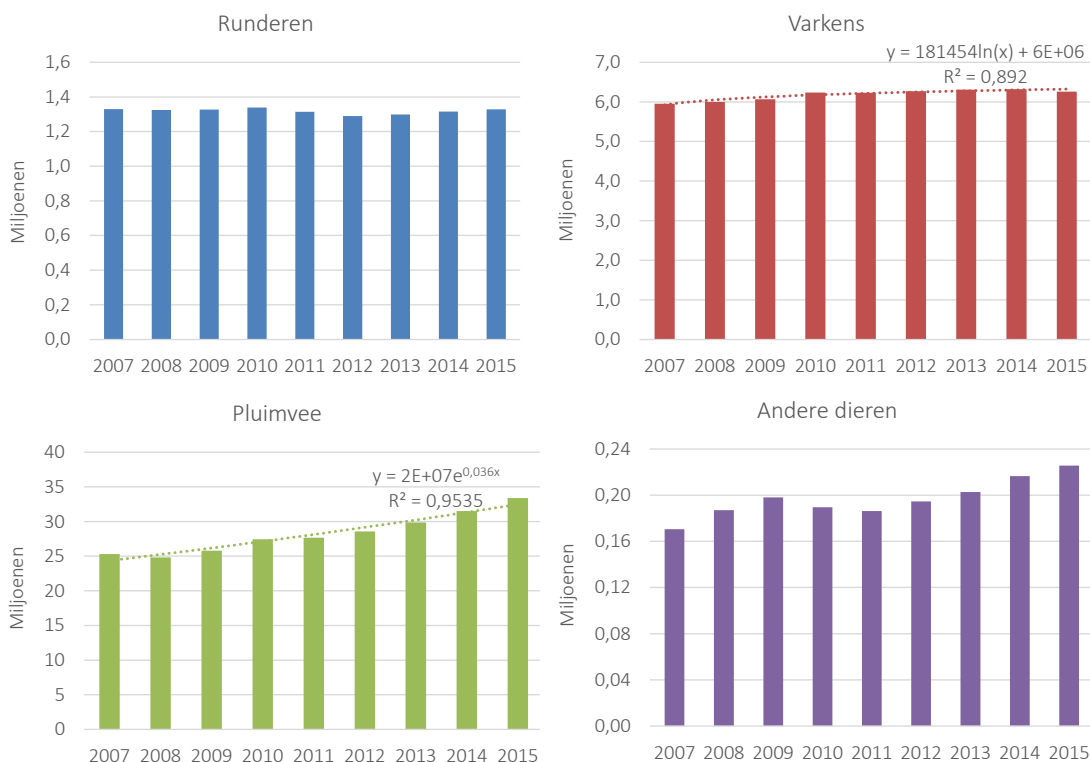 Runderen
1,6
1,4
1,2
1,0
0,8
0,6
0,4
0,2
0,0
Miljoenen
2007 2008 2009 2010 2011 2012 2013 2014 2015
Varkens
y = 181454ln(x) + 6E+06
R² = 0,892
7,0
6,0
5,0
4,0
3,0
2,0
1,0
0,0
Miljoenen
2007 2008 2009 2010 2011 2012 2013 2014 2015
Pluimvee
y = 2E+07e^0,036x
R² = 0,9535
40
35
30
25
20
15
10
5
0
Miljoenen
2007 2008 2009 2010 2011 2012 2013 2014 2015
Andere dieren
0,24
0,20
0,16
0,12
0,08
0,04
0,00
Miljoenen
2007 2008 2009 2010 2011 2012 2013 2014 2015